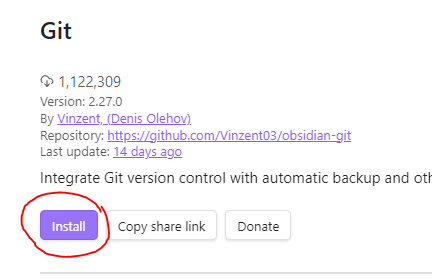 Git
1,122,309
Version: 2.27.0
By Vinzent, (Denis Olehov)
Repository: https://github.com/Vinzent03/obsidian-git
Last update: 14 days ago
Integrate Git version control with automatic backup and oth
Install
Copy share link
Donate